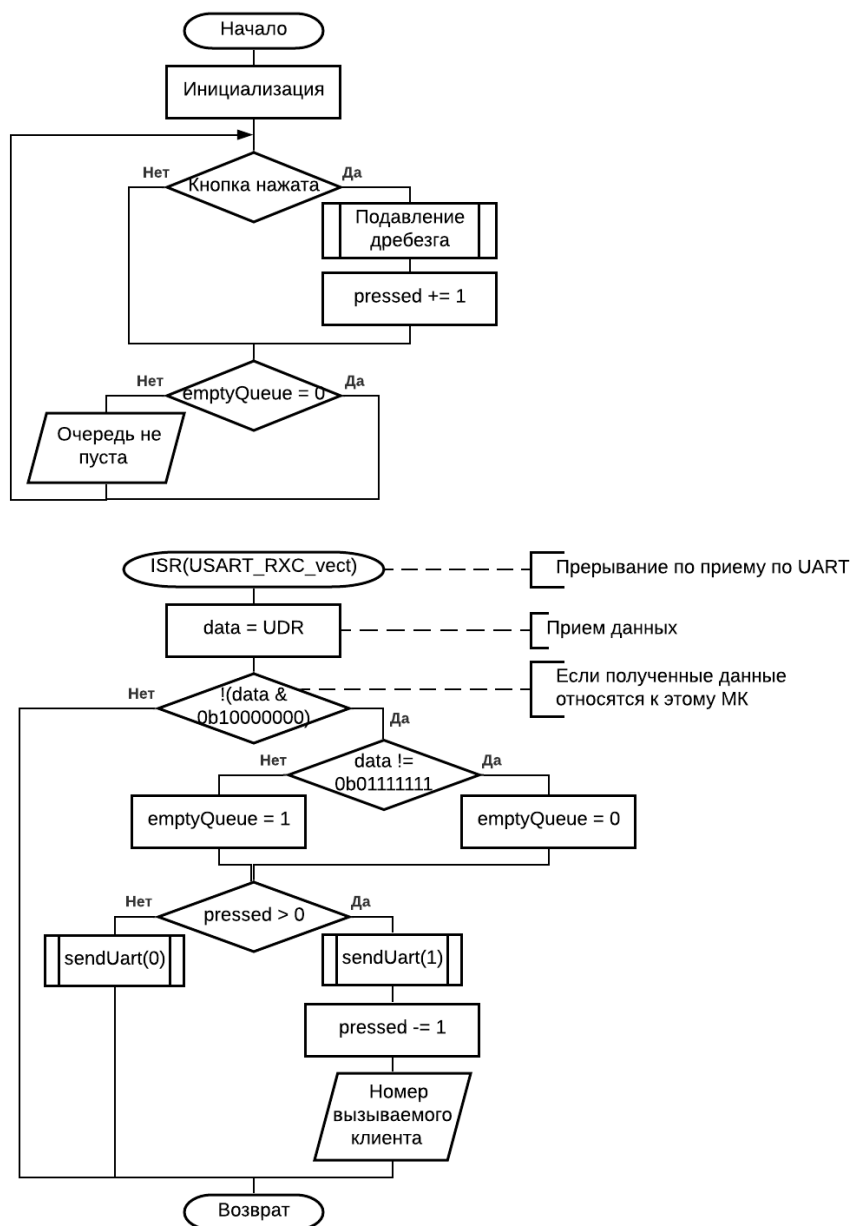 Начало
Инициализация
Нет
Кнопка нажата
Да
Подавление
дребезга
pressed += 1
Нет
emptyQueue = 0
Да
Очередь не
пуста
ISR(USART_RXC_vect)
Прерывание по приему по UART
data = UDR
Прием данных
Нет
!(data &
0b10000000)
Да
Если полученные данные
относятся к этому МК
Нет
data !=
0b01111111
Да
emptyQueue = 1
emptyQueue = 0
Нет
pressed > 0
Да
sendUart(0)
sendUart(1)
pressed -= 1
Номер
вызываемого
клиента
Возврат